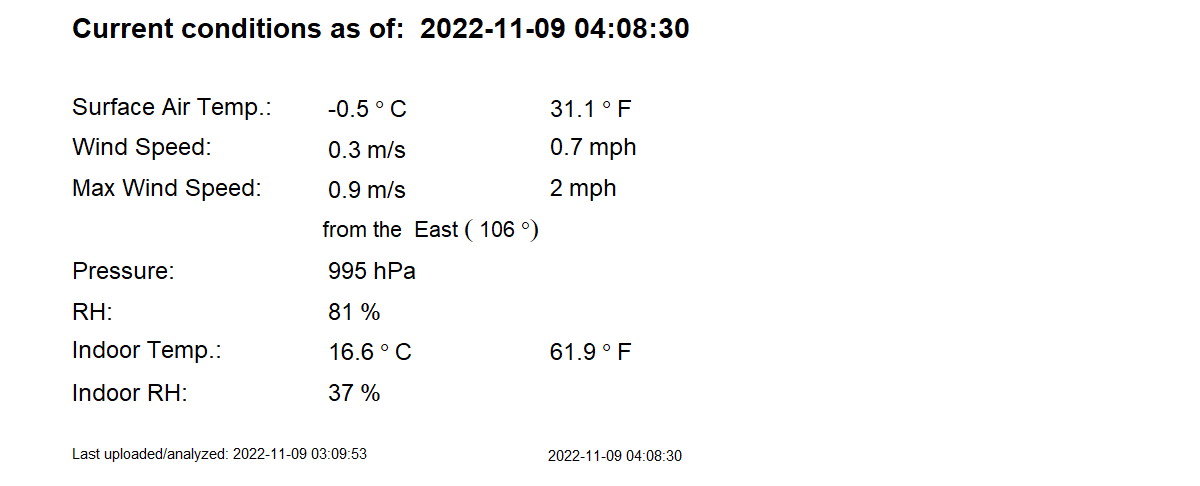 Current conditions as of: 2022-11-09 04:08:30
Surface Air Temp.: -0.5 ° C 31.1 ° F
Wind Speed: 0.3 m/s 0.7 mph
Max Wind Speed: 0.9 m/s 2 mph
from the East ( 106 °)
Pressure: 995 hPa
RH: 81 %
Indoor Temp.: 16.6 ° C 61.9 ° F
Indoor RH: 37 %
Last uploaded/analyzed: 2022-11-09 03:09:53 2022-11-09 04:08:30